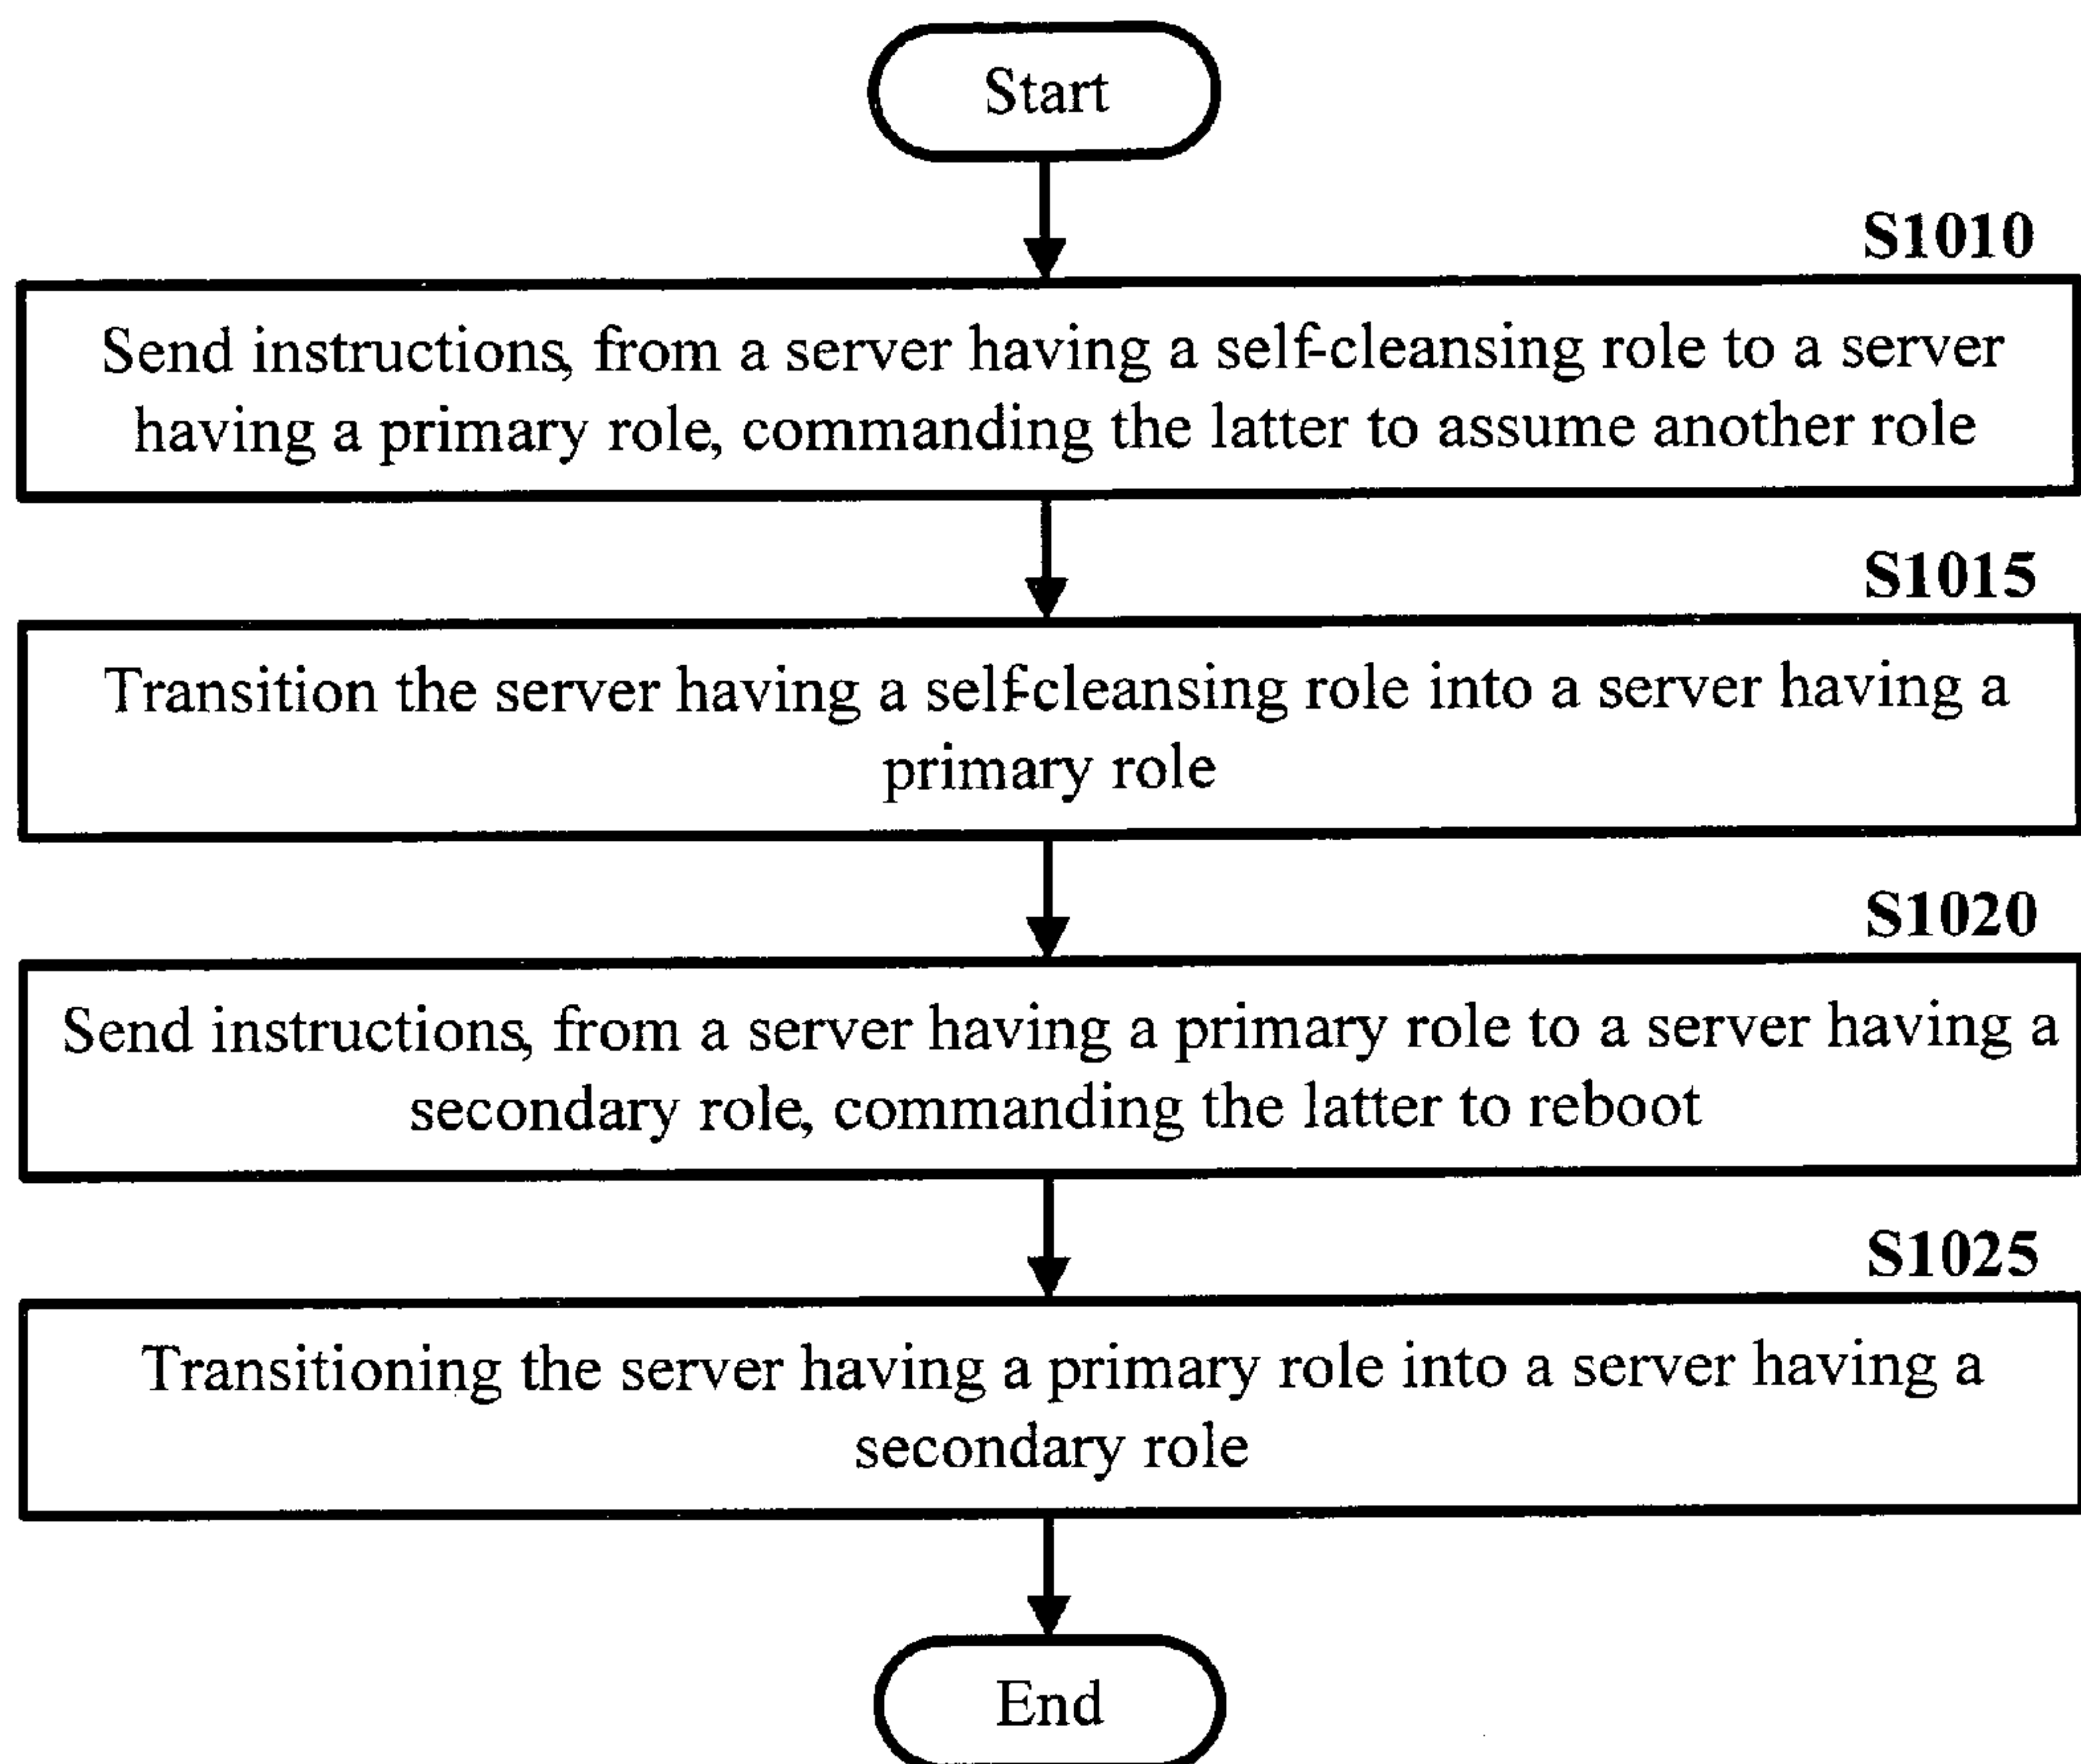 Start
S1010
Send instructions, from a server having a self-cleansing role to a server
having a primary role, commanding the latter to assume another role
S1015
Transition the server having a self-cleansing role into a server having a
primary role
S1020
Send instructions, from a server having a primary role to a server having a
secondary role, commanding the latter to reboot
S1025
Transitioning the server having a primary role into a server having a
secondary role
End